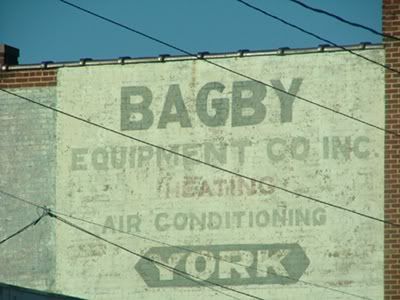 BAGBY
EQUIPMENT CO INC.
HEATING
AIR CONDITIONING
YORK